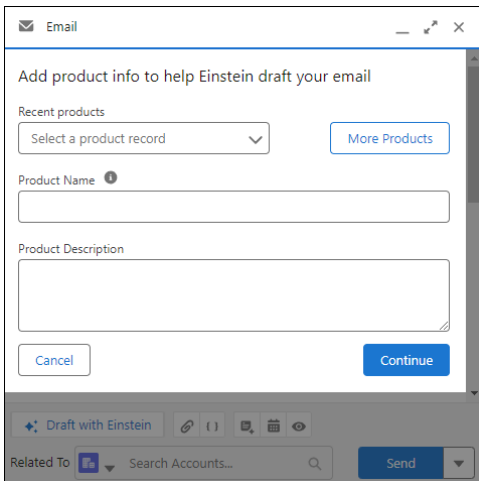 Email
Add product info to help Einstein draft your email
Recent products
Select a product record
More Products
Product Name
Product Description
Cancel
Continue
Draft with Einstein
{ }
Related To
Search Accounts...
Send